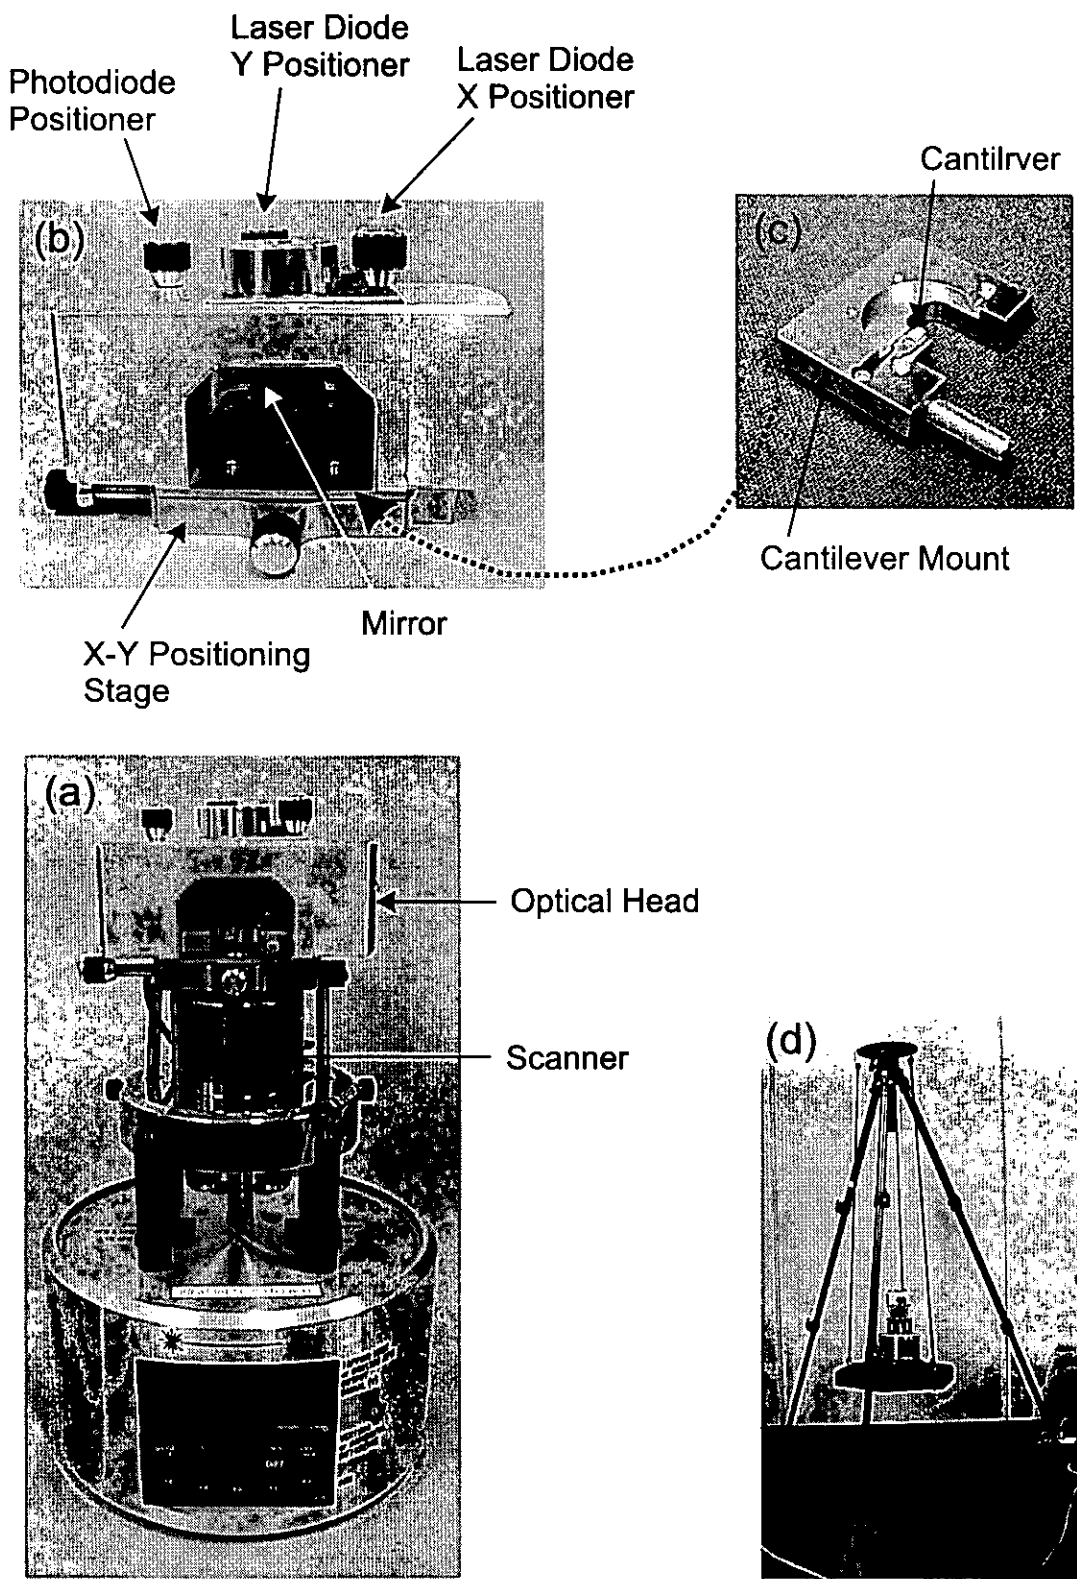 Laser Diode
Y Positioner
Laser Diode
X Positioner
Photodiode
Positioner
Cantilrver
(b)
(c)
Cantilever Mount
Mirror
X-Y Positioning
Stage
(a)
Optical Head
Scanner
(d)